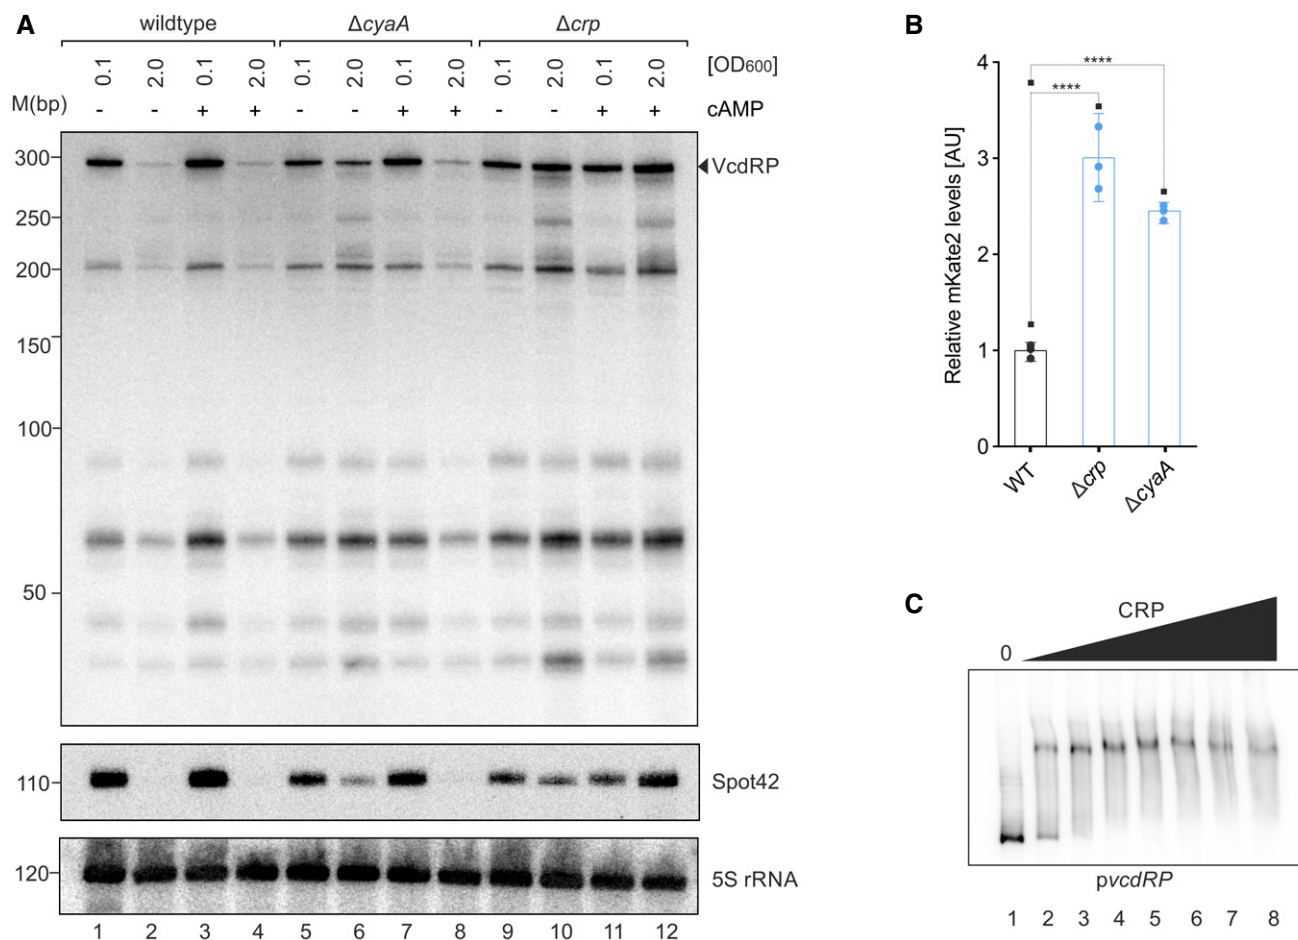 A
wildtype ΔcyaA Δcrp
0.1 2.0 0.1 2.0 0.1 2.0 0.1 2.0 0.1 2.0 0.1 2.0 [OD600]
M(bp) - - + + - - + + - - + + cAMP
300 VcdRP
250
200
150
100
50
110 Spot42
120 5S rRNA
1 2 3 4 5 6 7 8 9 10 11 12
B
Relative mKate2 levels [AU]
4
3
2
1
0
****
****
WT Δcrp ΔcyaA
C
CRP
0
pvcdRP
1 2 3 4 5 6 7 8